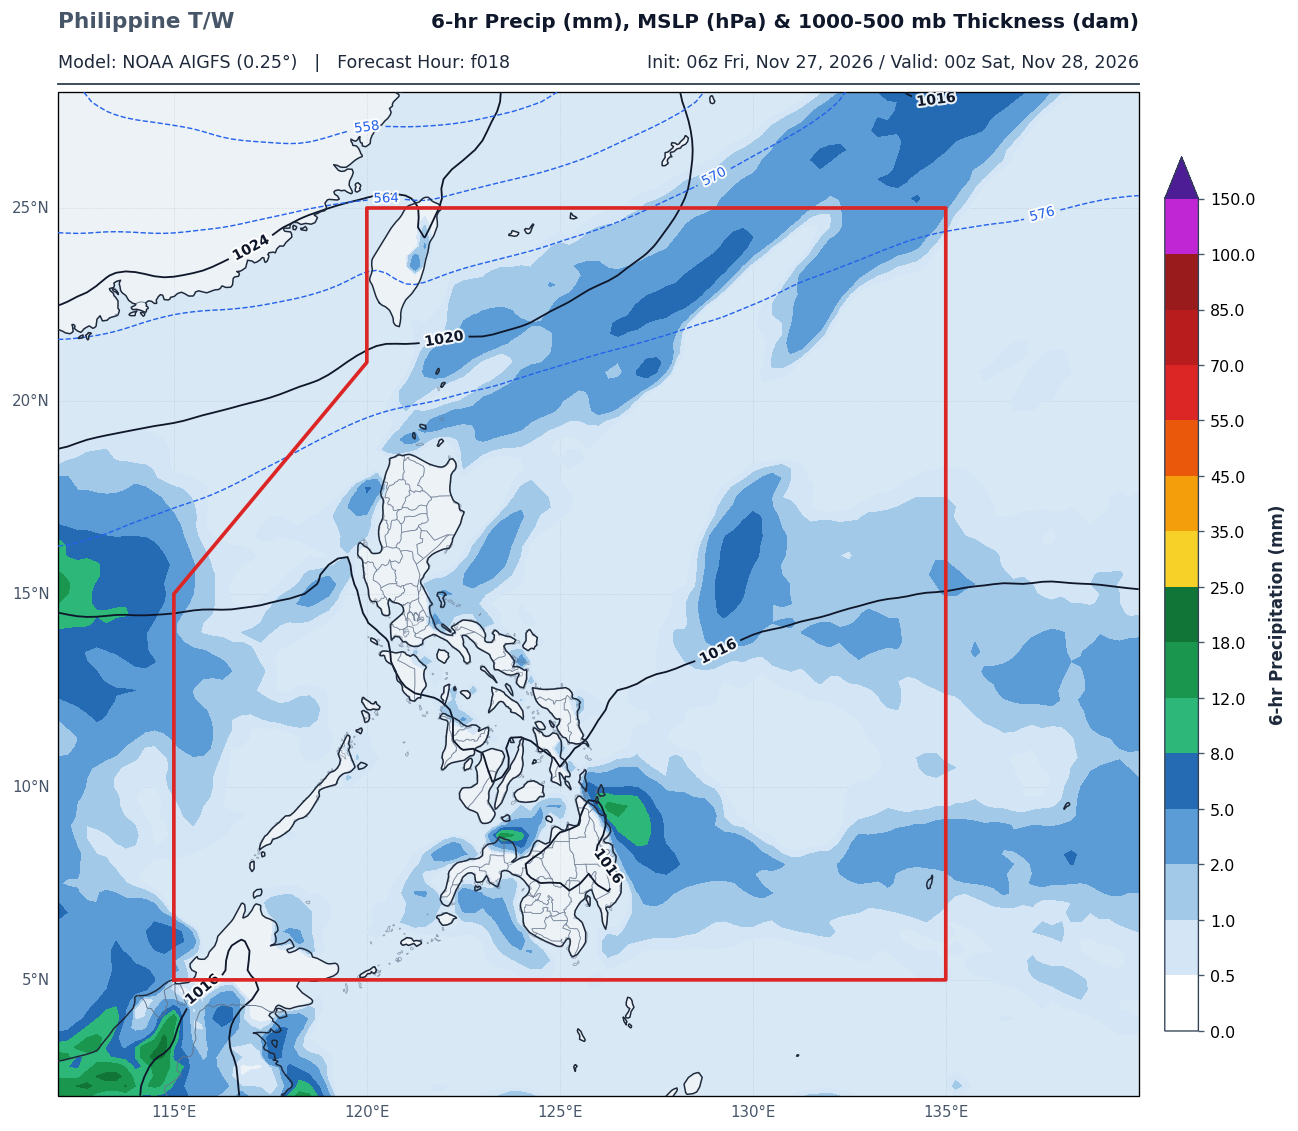 Philippine T/W
6-hr Precip (mm), MSLP (hPa) & 1000-500 mb Thickness (dam)
Model: NOAA AIGFS (0.25°) | Forecast Hour: f018
Init: 06z Fri, Nov 27, 2026 / Valid: 00z Sat, Nov 28, 2026
1016
558
570
564
576
1024
1020
1016
1016
1016
25°N
20°N
15°N
10°N
5°N
115°E
120°E
125°E
130°E
135°E
150.0
100.0
85.0
70.0
55.0
45.0
35.0
25.0
18.0
12.0
8.0
5.0
2.0
1.0
0.5
0.0
6-hr Precipitation (mm)